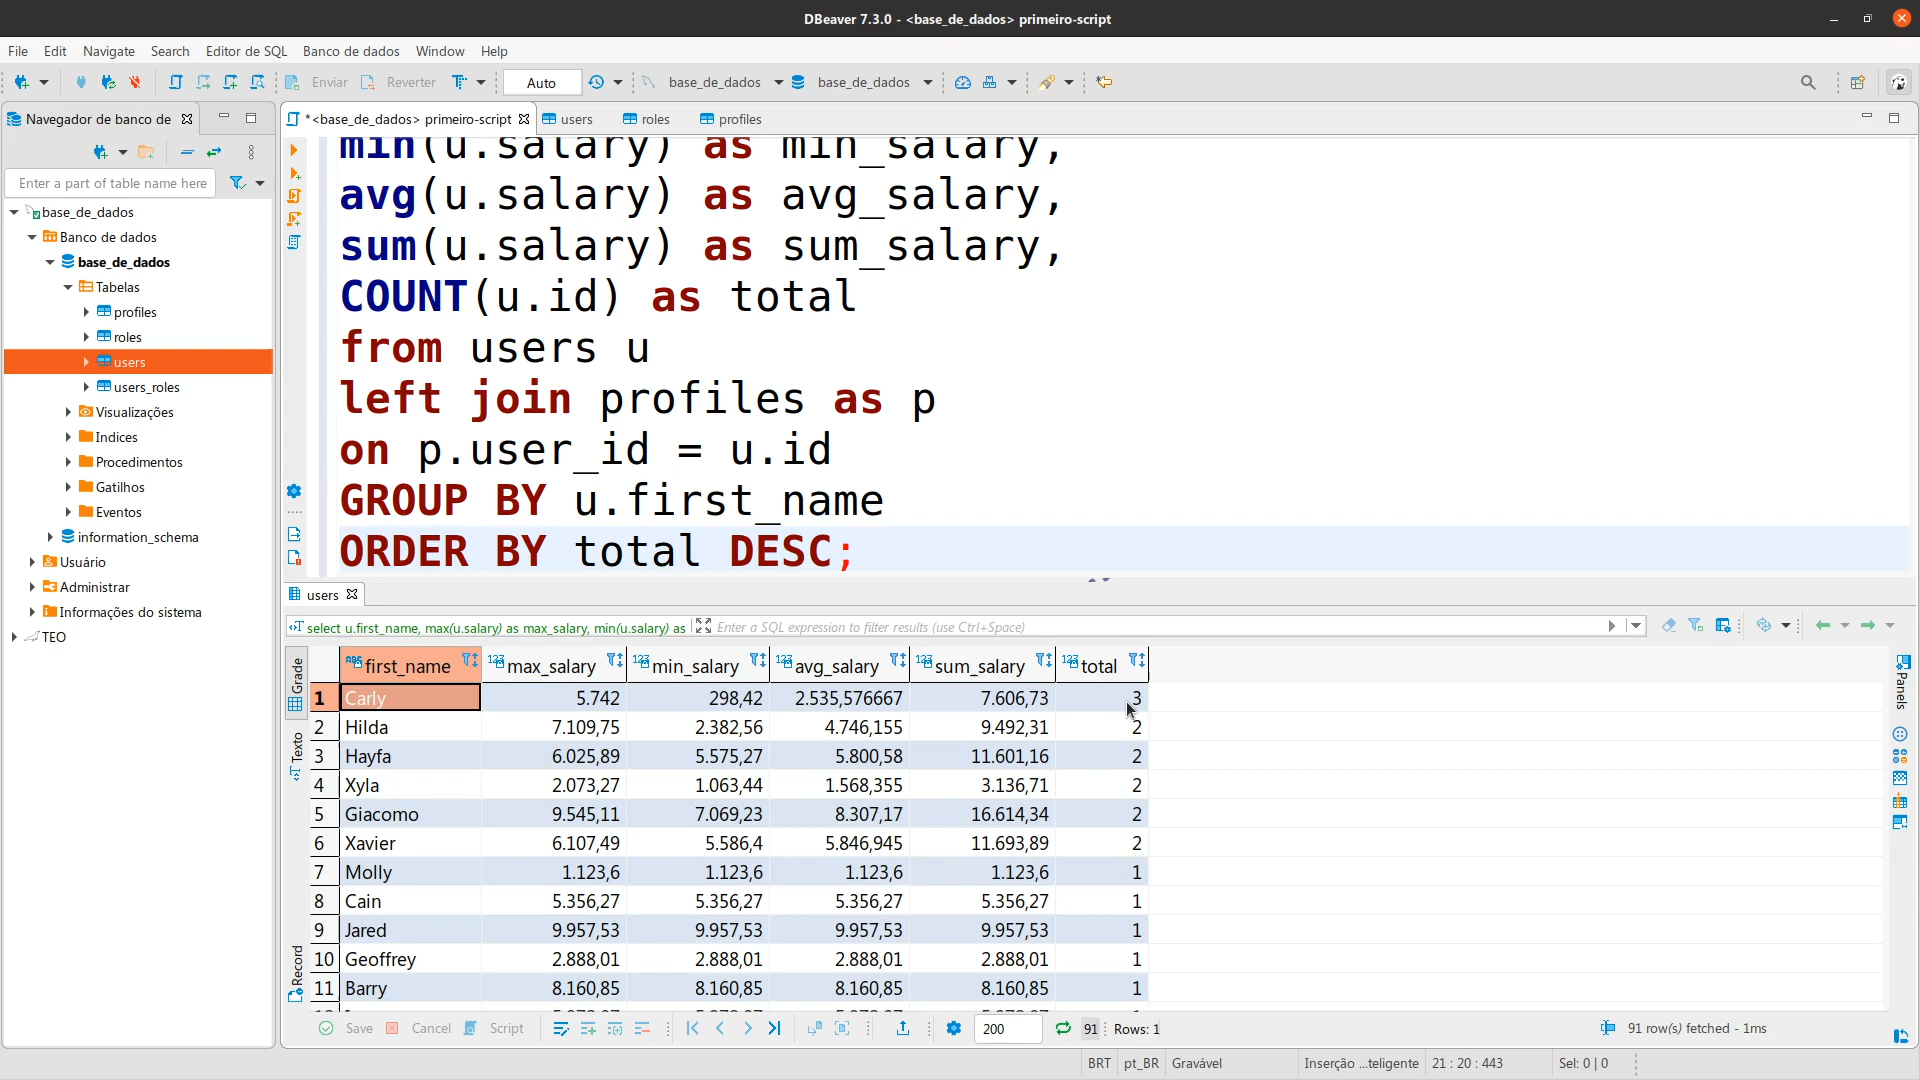 DBeaver 7.3.0 - <base_de_dados> primeiro-script
File Edit Navigate Search Editor de SQL Banco de dados Window Help
Enviar Reverter Auto base_de_dados base_de_dados
Navegador de banco de
Enter a part of table name here
base_de_dados
Banco de dados
base_de_dados
Tabelas
profiles
roles
users
users_roles
Visualizações
Indices
Procedimentos
Gatilhos
Eventos
information_schema
Usuário
Administrar
Informações do sistema
TEO
*<base_de_dados> primeiro-script users roles profiles
min(u.salary) as min_salary,
avg(u.salary) as avg_salary,
sum(u.salary) as sum_salary,
COUNT(u.id) as total
from users u
left join profiles as p
on p.user_id = u.id
GROUP BY u.first_name
ORDER BY total DESC;
users
select u.first_name, max(u.salary) as max_salary, min(u.salary) as Enter a SQL expression to filter results (use Ctrl+Space)
Grade
Texto
Record
Panels
first_name max_salary min_salary avg_salary sum_salary total
1 Carly 5.742 298,42 2.535,576667 7.606,73 3
2 Hilda 7.109,75 2.382,56 4.746,155 9.492,31 2
3 Hayfa 6.025,89 5.575,27 5.800,58 11.601,16 2
4 Xyla 2.073,27 1.063,44 1.568,355 3.136,71 2
5 Giacomo 9.545,11 7.069,23 8.307,17 16.614,34 2
6 Xavier 6.107,49 5.586,4 5.846,945 11.693,89 2
7 Molly 1.123,6 1.123,6 1.123,6 1.123,6 1
8 Cain 5.356,27 5.356,27 5.356,27 5.356,27 1
9 Jared 9.957,53 9.957,53 9.957,53 9.957,53 1
10 Geoffrey 2.888,01 2.888,01 2.888,01 2.888,01 1
11 Barry 8.160,85 8.160,85 8.160,85 8.160,85 1
Save Cancel Script 200 91 Rows: 1 91 row(s) fetched - 1ms
BRT pt_BR Gravável Inserção ...teligente 21 : 20 : 443 Sel: 0 | 0